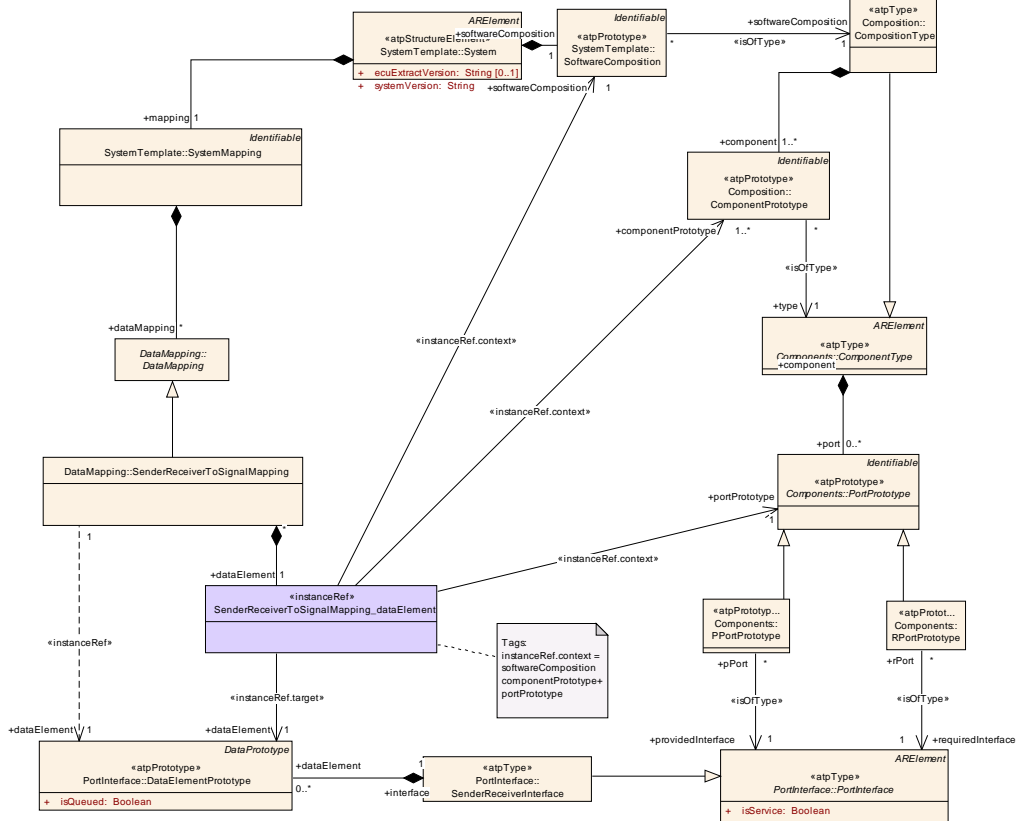 ARElement
«atpStructureElement»
SystemTemplate::System
+ ecuExtractVersion: String [0..1]
+ systemVersion: String
+softwareComposition
1
Identifiable
«atpPrototype»
SystemTemplate::
SoftwareComposition
*
+softwareComposition
«isOfType»
1
«atpType»
Composition::
CompositionType
+softwareComposition 1
+mapping 1
Identifiable
SystemTemplate::SystemMapping
+component 1..*
Identifiable
«atpPrototype»
Composition::
ComponentPrototype
+componentPrototype 1..*
*
«isOfType»
+type 1
+dataMapping *
DataMapping::
DataMapping
«instanceRef.context»
ARElement
«atpType»
Components::ComponentType
+component
«instanceRef.context»
+port 0..*
DataMapping::SenderReceiverToSignalMapping
Identifiable
«atpPrototype»
Components::PortPrototype
+portPrototype
1
1
*
«instanceRef.context»
+dataElement 1
«instanceRef»
SenderReceiverToSignalMapping_dataElement
«atpPrototyp...
Components::
PPortPrototype
«atpProtot...
Components::
RPortPrototype
«instanceRef»
Tags:
instanceRef.context =
softwareComposition
componentPrototype+
portPrototype
+pPort *
+rPort *
«instanceRef.target»
«isOfType»
«isOfType»
+dataElement 1
+dataElement 1
+providedInterface 1
1 +requiredInterface
DataPrototype
«atpPrototype»
PortInterface::DataElementPrototype
+ isQueued: Boolean
+dataElement
0..*
1
+interface
«atpType»
PortInterface::
SenderReceiverInterface
ARElement
«atpType»
PortInterface::PortInterface
+ isService: Boolean